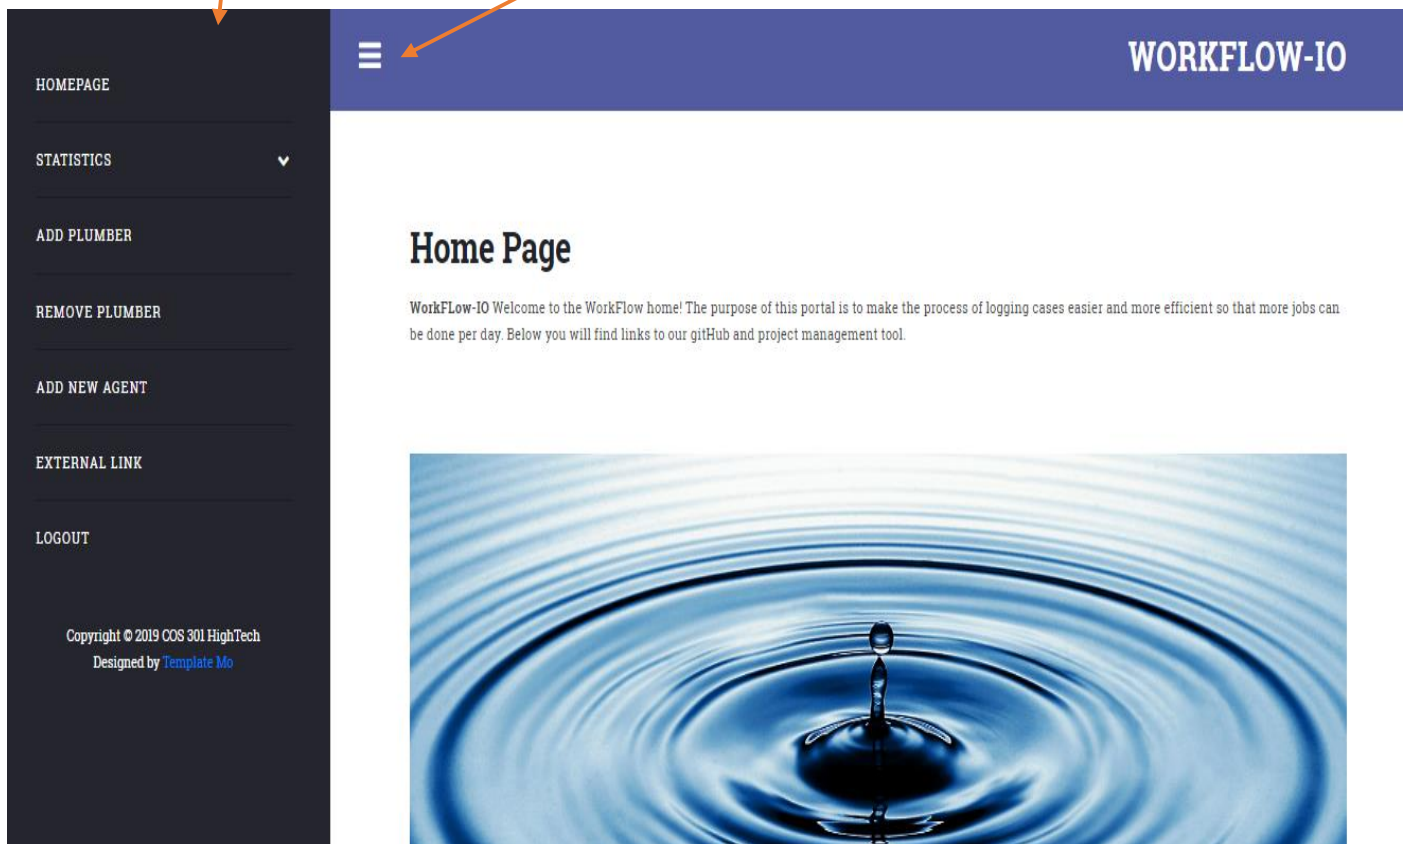 HOMEPAGE
STATISTICS
ADD PLUMBER
REMOVE PLUMBER
ADD NEW AGENT
EXTERNAL LINK
LOGOUT
Copyright © 2019 COS 301 HighTech
Designed by Template Mo
WORKFLOW-IO
Home Page
WorkFLow-IO Welcome to the WorkFlow home! The purpose of this portal is to make the process of logging cases easier and more efficient so that more jobs can
be done per day. Below you will find links to our gitHub and project management tool.